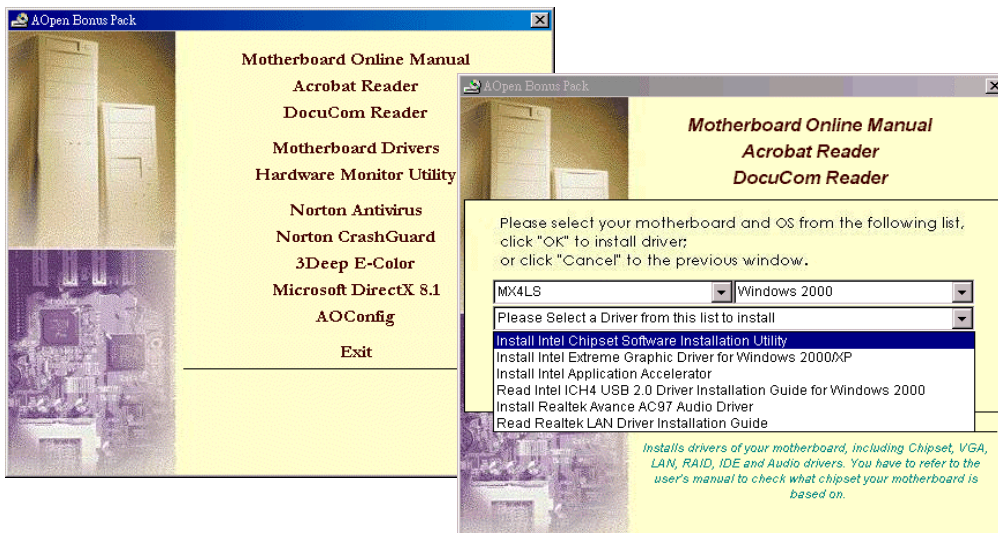 AOpen Bonus Pack
Motherboard Online Manual
Acrobat Reader
DocuCom Reader
Motherboard Drivers
Hardware Monitor Utility
Norton Antivirus
Norton CrashGuard
3Deep E-Color
Microsoft DirectX 8.1
AOConfig
Exit
AOpen Bonus Pack
Motherboard Online Manual
Acrobat Reader
DocuCom Reader
Please select your motherboard and OS from the following list,
click "OK" to install driver;
or click "Cancel" to the previous window.
MX4LS Windows 2000
Please Select a Driver from this list to install
Install Intel Chipset Software Installation Utility
Install Intel Extreme Graphic Driver for Windows 2000/XP
Install Intel Application Accelerator
Read Intel ICH4 USB 2.0 Driver Installation Guide for Windows 2000
Install Realtek Avance AC97 Audio Driver
Read Realtek LAN Driver Installation Guide
Installs drivers of your motherboard, including Chipset, VGA,
LAN, RAID, IDE and Audio drivers. You have to refer to the
user's manual to check what chipset your motherboard is
based on.